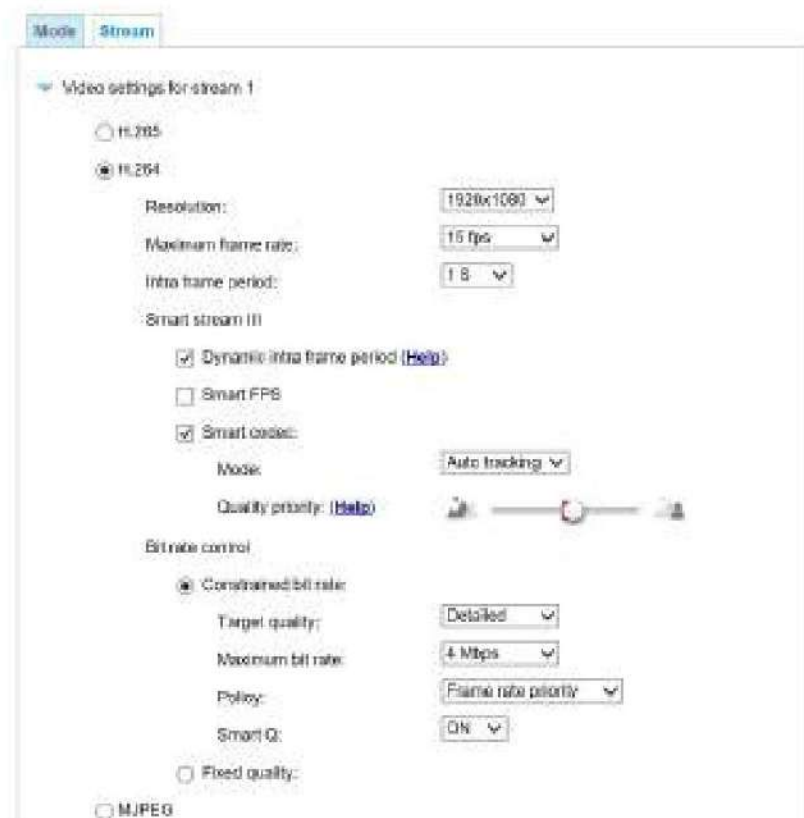 Mode Stream
Video settings for stream 1
H.265
H.264
Resolution: 1920x1080
Maximum frame rate: 15 fps
Intra frame period: 1 S
Smart stream III
Dynamic intra frame period (Help)
Smart FPS
Smart codec:
Mode: Auto tracking
Quality priority: (Help)
Bit rate control
Constrained bit rate:
Target quality: Detailed
Maximum bit rate: 4 Mbps
Policy: Frame rate priority
Smart Q: ON
Fixed quality:
MJPEG